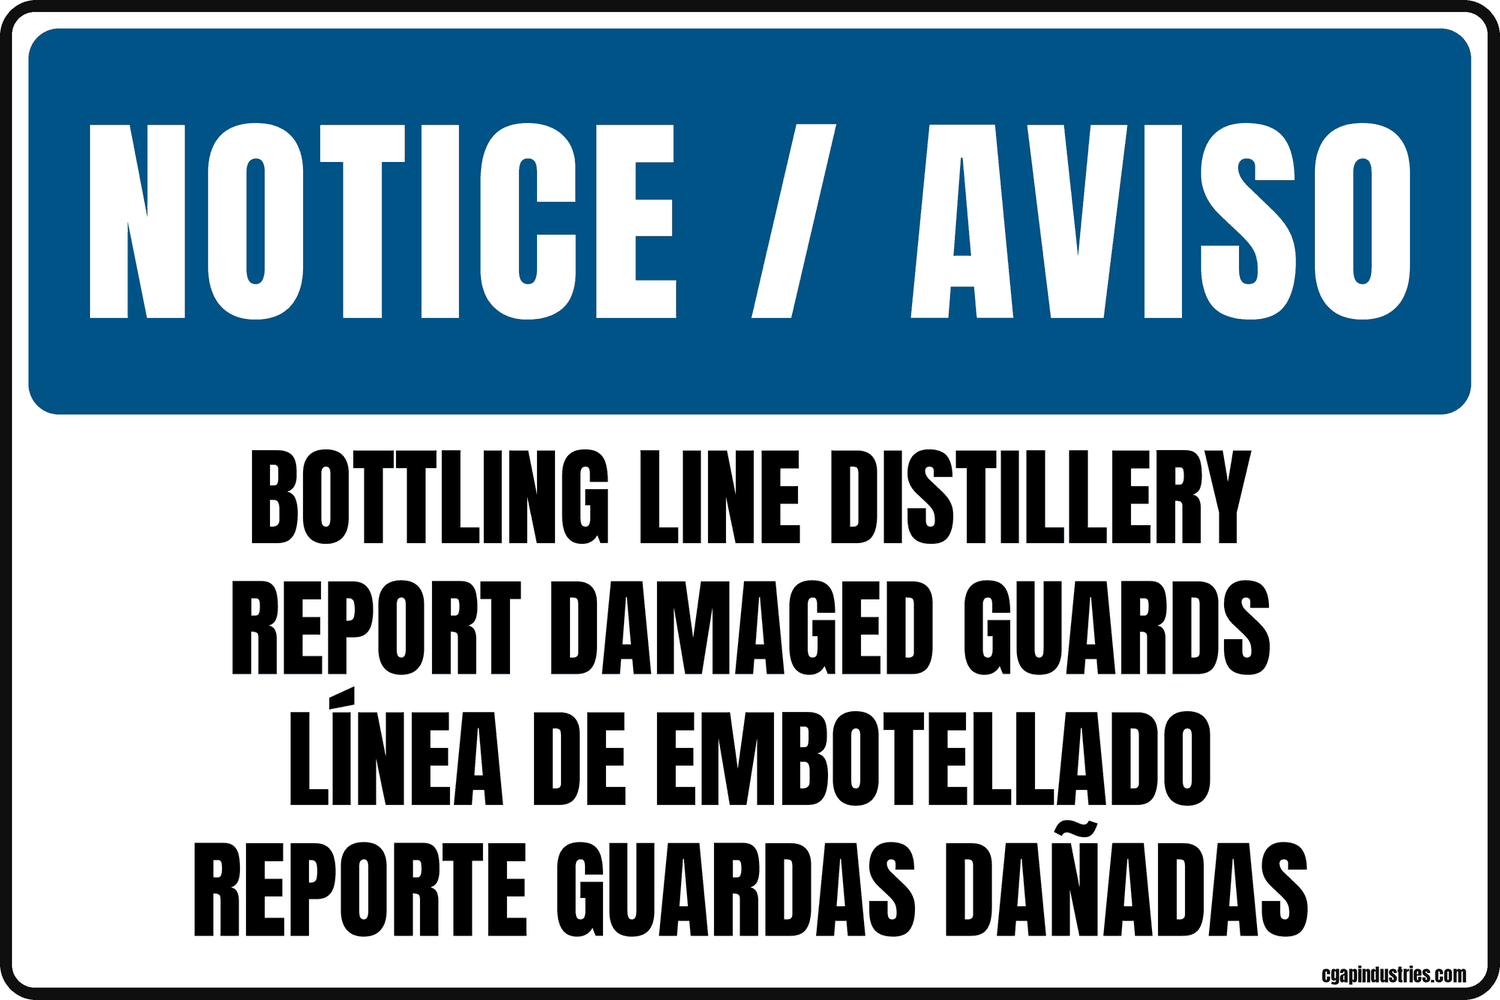 NOTICE / AVISO
BOTTLING LINE DISTILLERY
REPORT DAMAGED GUARDS
LÍNEA DE EMBOTELLADO
REPORTE GUARDAS DAÑADAS
cgapindustries.com